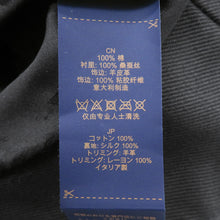 CN
100% 棉
衬里: 100% 桑蚕丝
饰边: 羊皮革
饰边: 100% 粘胶纤维
意大利制造
仅由专业人士清洗
JP
コットン 100%
裏地: シルク 100%
トリミング: 羊革
トリミング: レーヨン 100%
イタリア製